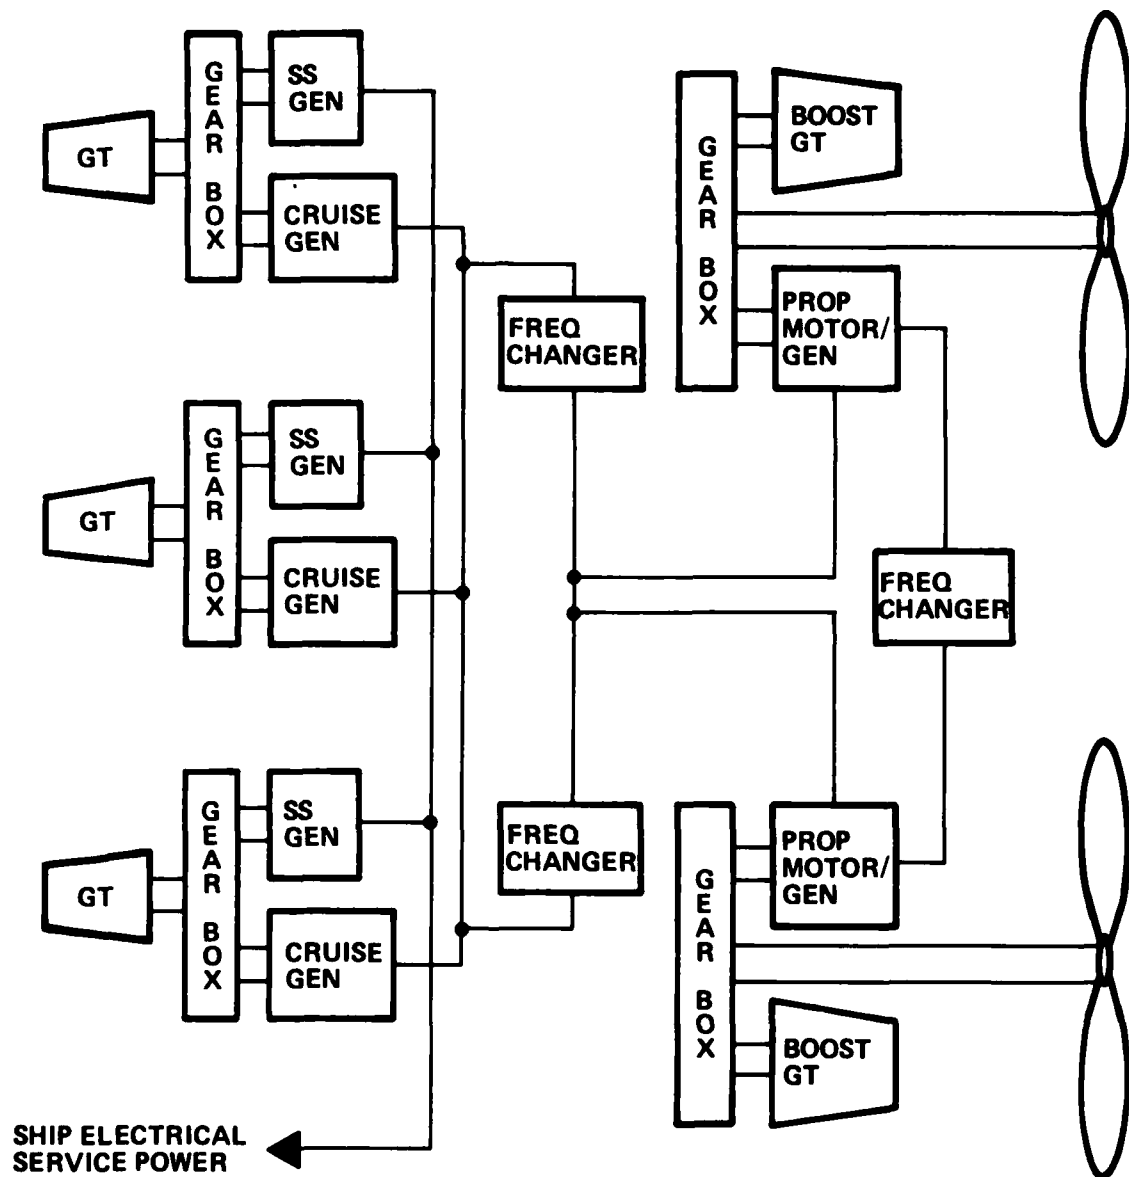 GT
GEAR BOX
SS
GEN
CRUISE
GEN
FREQ
CHANGER
GEAR BOX
BOOST
GT
PROP
MOTOR/
GEN
GT
GEAR BOX
SS
GEN
CRUISE
GEN
FREQ
CHANGER
GT
GEAR BOX
SS
GEN
CRUISE
GEN
FREQ
CHANGER
GEAR BOX
PROP
MOTOR/
GEN
BOOST
GT
SHIP ELECTRICAL
SERVICE POWER